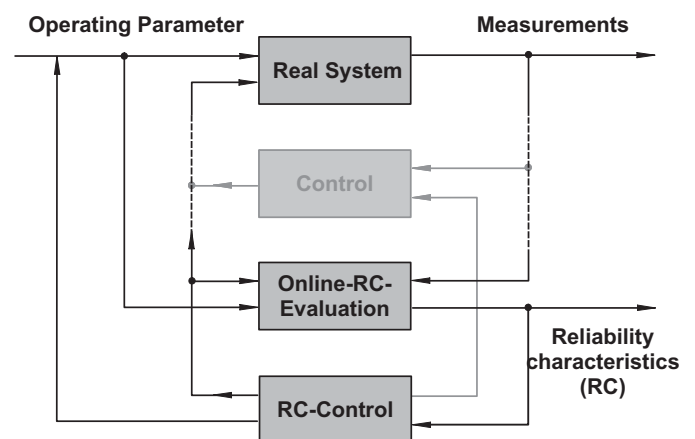 Operating Parameter
Measurements
Real System
Control
Online-RC-
Evaluation
Reliability
characteristics
(RC)
RC-Control